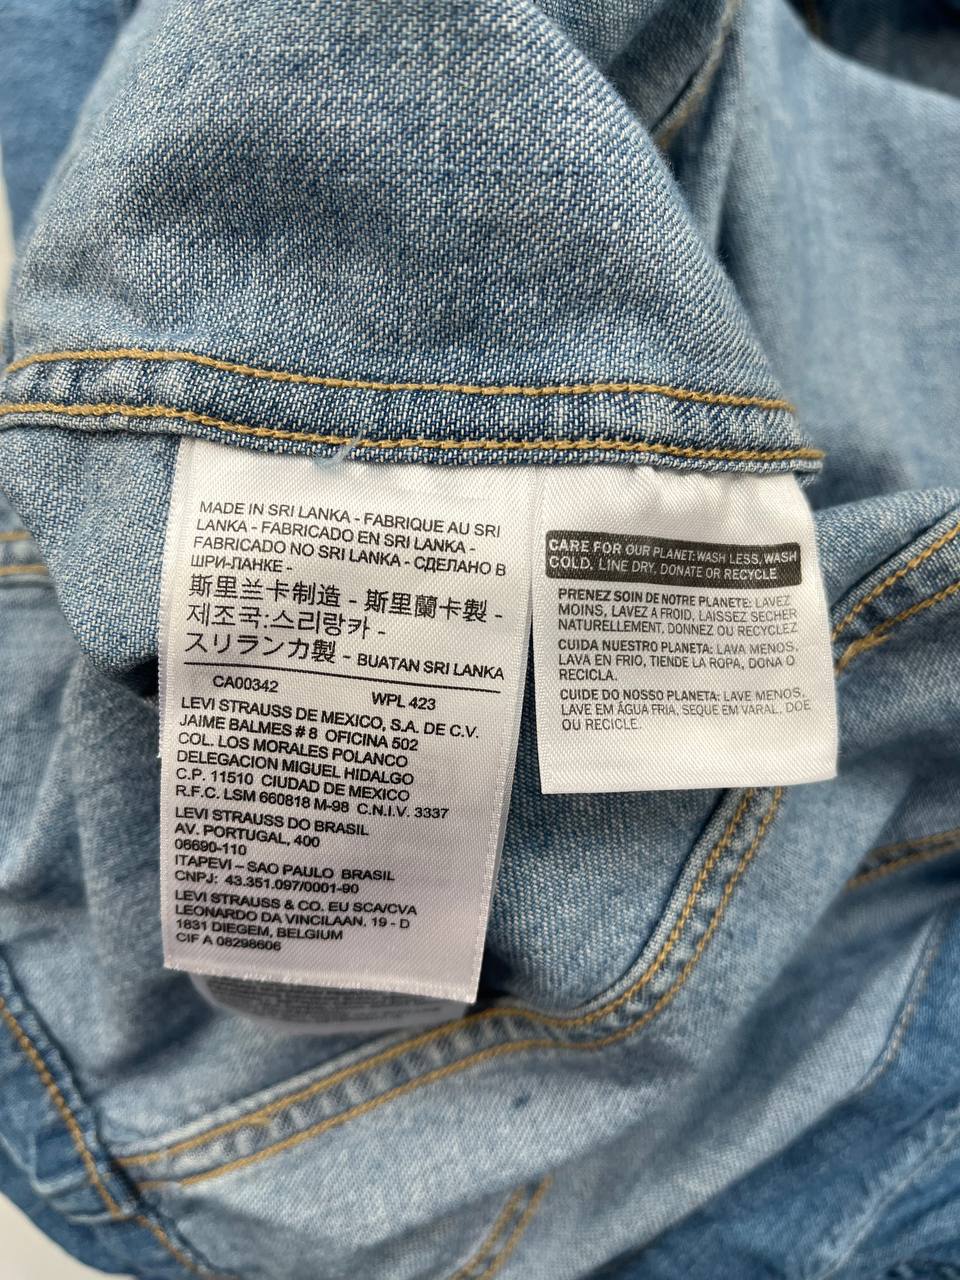 MADE IN SRI LANKA - FABRIQUE AU SRI
LANKA - FABRICADO EN SRI LANKA -
FABRICADO NO SRI LANKA - СДЕЛАНО В
ШРИ-ЛАНКЕ -
斯里兰卡制造 - 斯里蘭卡製 -
제조국:스리랑카 -
スリランカ製 - BUATAN SRI LANKA
CA00342 WPL 423
LEVI STRAUSS DE MEXICO, S.A. DE C.V.
JAIME BALMES # 8 OFICINA 502
COL. LOS MORALES POLANCO
DELEGACION MIGUEL HIDALGO
C.P. 11510 CIUDAD DE MEXICO
R.F.C. LSM 660818 M-98 C.N.I.V. 3337
LEVI STRAUSS DO BRASIL
AV. PORTUGAL, 400
06690-110
ITAPEVI – SAO PAULO BRASIL
CNPJ: 43.351.097/0001-90
LEVI STRAUSS & CO. EU SCA/CVA
LEONARDO DA VINCILAAN. 19 - D
1831 DIEGEM, BELGIUM
CIF A 08298606
CARE FOR OUR PLANET: WASH LESS, WASH
COLD, LINE DRY, DONATE OR RECYCLE
PRENEZ SOIN DE NOTRE PLANETE: LAVEZ
MOINS, LAVEZ A FROID, LAISSEZ SECHER
NATURELLEMENT, DONNEZ OU RECYCLEZ
CUIDA NUESTRO PLANETA: LAVA MENOS,
LAVA EN FRIO, TIENDE LA ROPA, DONA O
RECICLA.
CUIDE DO NOSSO PLANETA: LAVE MENOS,
LAVE EM ÁGUA FRIA, SEQUE EM VARAL, DOE
OU RECICLE.